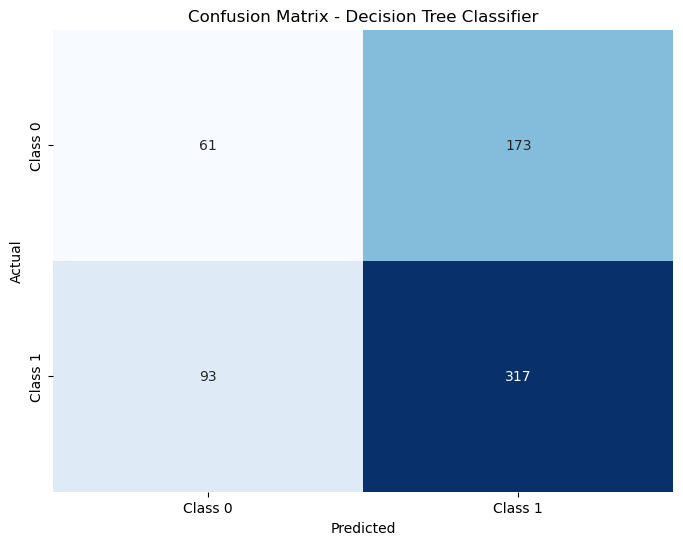 Confusion Matrix - Decision Tree Classifier
Actual
Class 0
61
173
Class 1
93
317
Class 0
Class 1
Predicted